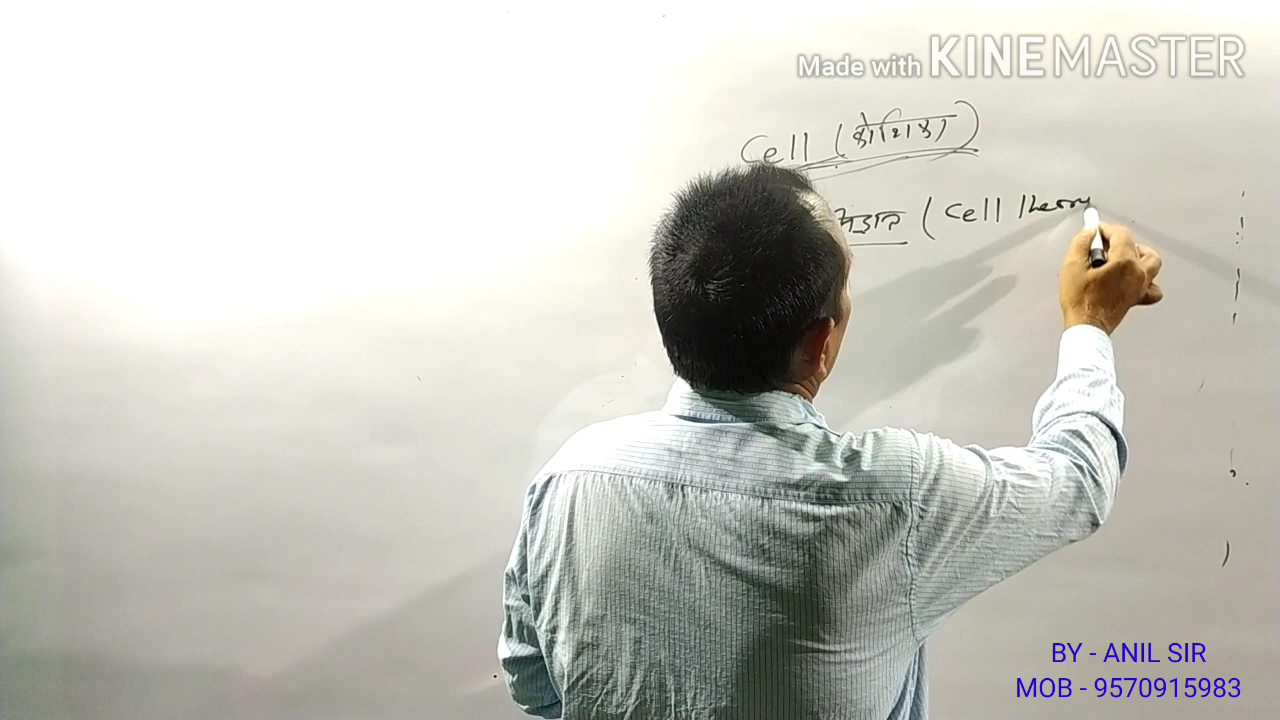 Made with KINEMASTER
Cell (कोशिका)
(Cell Theory
BY - ANIL SIR
MOB - 9570915983